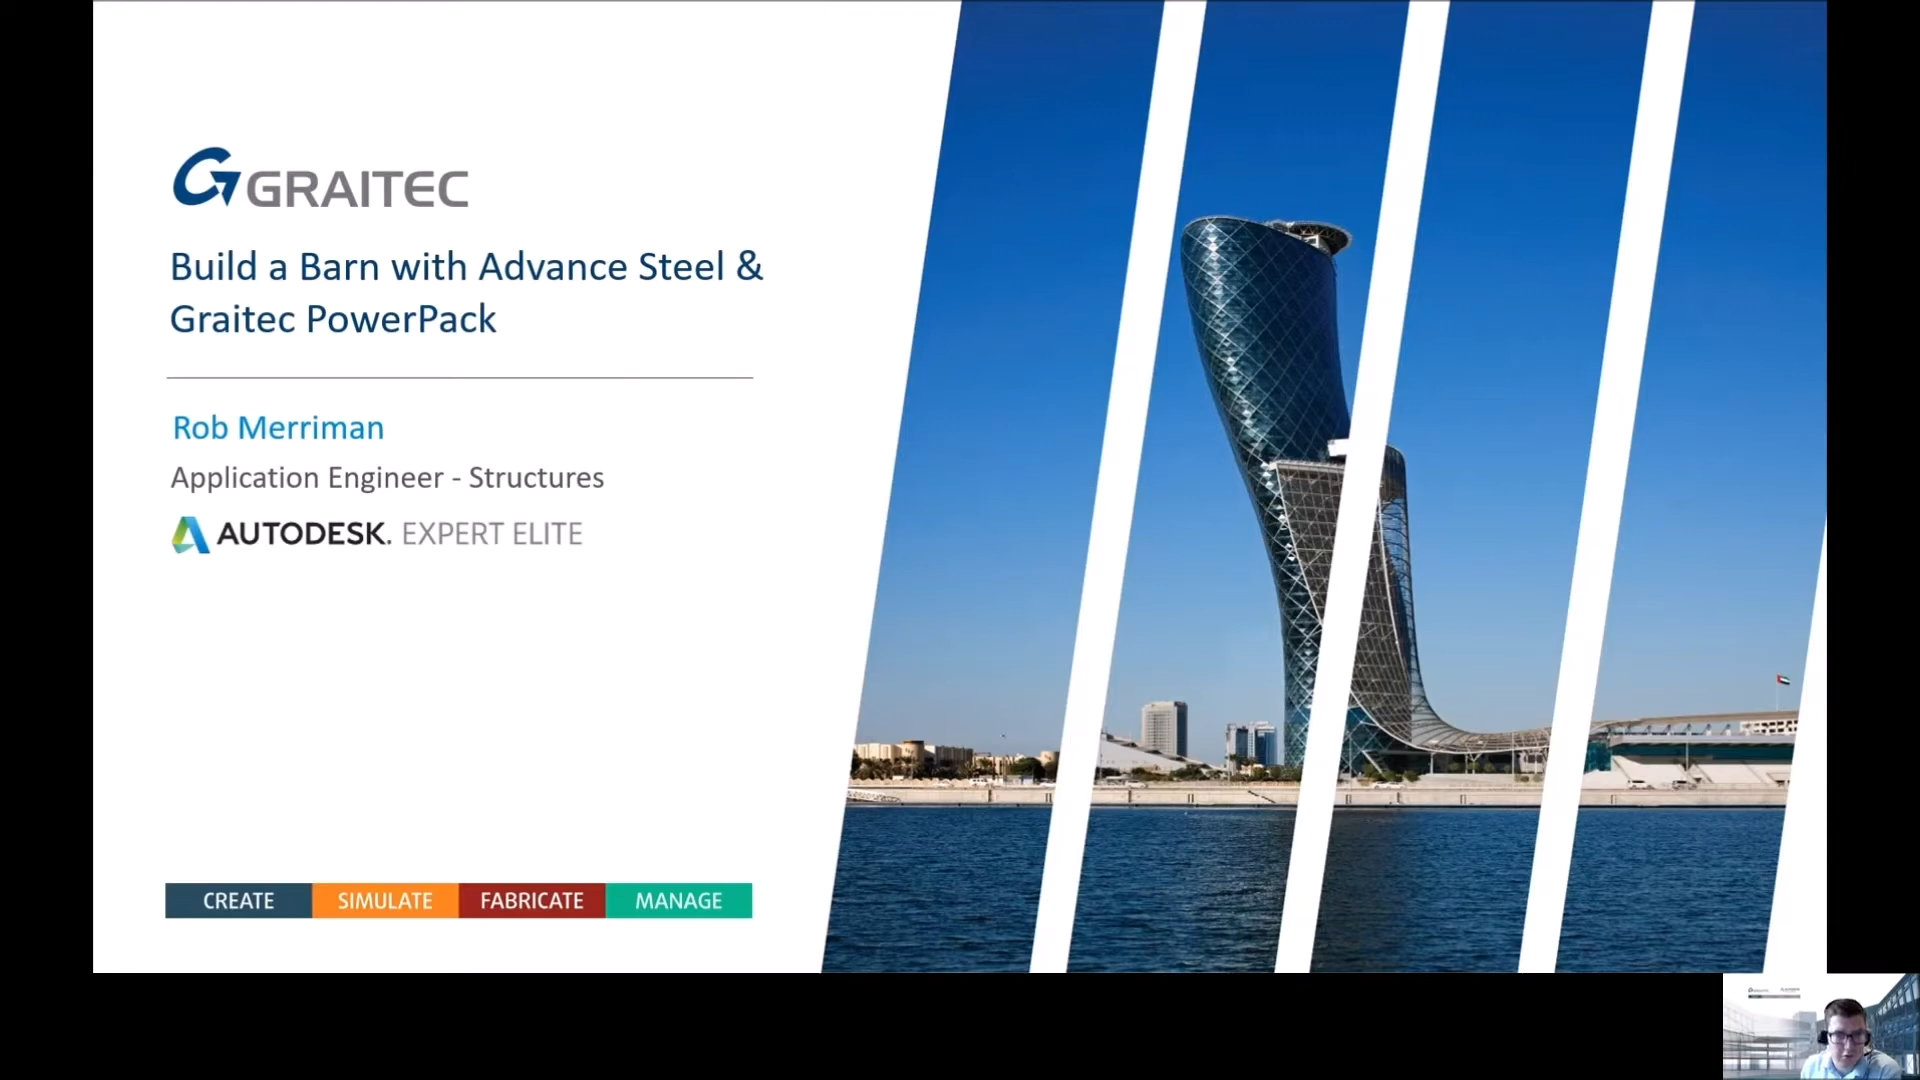 GRAITEC
Build a Barn with Advance Steel &
Graitec PowerPack
Rob Merriman
Application Engineer - Structures
AUTODESK. EXPERT ELITE
CREATE SIMULATE FABRICATE MANAGE